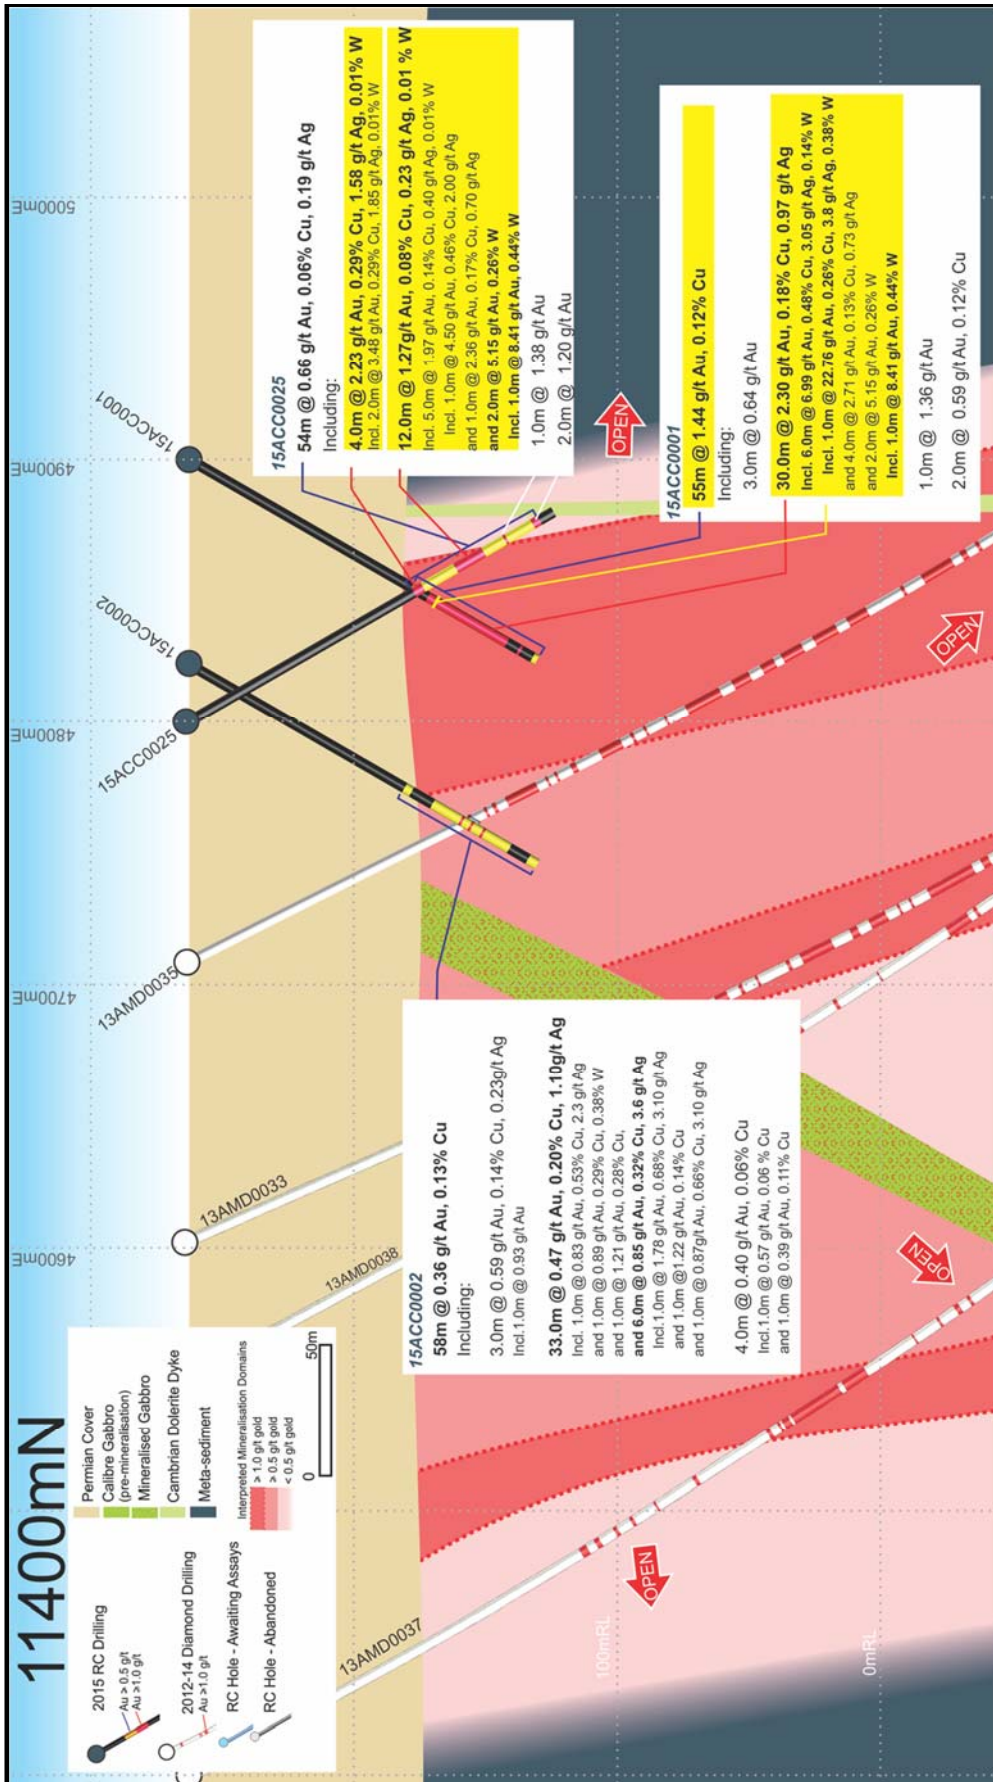 11400mN
2015 RC Drilling
Au > 0.5 g/t
Au >1.0 g/t
2012-14 Diamond Drilling
Au >1.0 g/t
RC Hole - Awaiting Assays
RC Hole - Abandoned
Permian Cover
Calibre Gabbro
(pre-mineralisation)
Mineralised Gabbro
Cambrian Dolerite Dyke
Meta-sediment
Interpreted Mineralisation Domains
> 1.0 g/t gold
> 0.5 g/t gold
< 0.5 g/t gold
0 50m
4600mE
4700mE
4800mE
4900mE
5000mE
13AMD0037
13AMD0038
13AMD0033
13AMD0035
15ACC0025
15ACC0002
15ACC0001
100mRL
0mRL
OPEN
OPEN
OPEN
OPEN
15ACC0002
58m @ 0.36 g/t Au, 0.13% Cu
Including:
3.0m @ 0.59 g/t Au, 0.14% Cu, 0.23g/t Ag
Incl.1.0m @ 0.93 g/t Au
33.0m @ 0.47 g/t Au, 0.20% Cu, 1.10g/t Ag
Incl. 1.0m @ 0.83 g/t Au, 0.53% Cu, 2.3 g/t Ag
and 1.0m @ 0.89 g/t Au, 0.29% Cu, 0.38% W
and 1.0m @ 1.21 g/t Au, 0.28% Cu,
and 6.0m @ 0.85 g/t Au, 0.32% Cu, 3.6 g/t Ag
Incl.1.0m @ 1.78 g/t Au, 0.68% Cu, 3.10 g/t Ag
and 1.0m @1.22 g/t Au, 0.14% Cu
and 1.0m @ 0.87g/t Au, 0.66% Cu, 3.10 g/t Ag
4.0m @ 0.40 g/t Au, 0.06% Cu
Incl.1.0m @ 0.57 g/t Au, 0.06 % Cu
and 1.0m @ 0.39 g/t Au, 0.11% Cu
15ACC0025
54m @ 0.66 g/t Au, 0.06% Cu, 0.19 g/t Ag
Including:
4.0m @ 2.23 g/t Au, 0.29% Cu, 1.58 g/t Ag, 0.01% W
Incl. 2.0m @ 3.48 g/t Au, 0.29% Cu, 1.85 g/t Ag, 0.01% W
12.0m @ 1.27g/t Au, 0.08% Cu, 0.23 g/t Ag, 0.01 % W
Incl. 5.0m @ 1.97 g/t Au, 0.14% Cu, 0.40 g/t Ag, 0.01% W
Incl. 1.0m @ 4.50 g/t Au, 0.46% Cu, 2.00 g/t Ag
and 1.0m @ 2.36 g/t Au, 0.17% Cu, 0.70 g/t Ag
and 2.0m @ 5.15 g/t Au, 0.26% W
Incl. 1.0m @ 8.41 g/t Au, 0.44% W
1.0m @ 1.38 g/t Au
2.0m @ 1.20 g/t Au
15ACC0001
55m @ 1.44 g/t Au, 0.12% Cu
Including:
3.0m @ 0.64 g/t Au
30.0m @ 2.30 g/t Au, 0.18% Cu, 0.97 g/t Ag
Incl. 6.0m @ 6.99 g/t Au, 0.48% Cu, 3.05 g/t Ag, 0.14% W
Incl. 1.0m @ 22.76 g/t Au, 0.26% Cu, 3.8 g/t Ag, 0.38% W
and 4.0m @ 2.71 g/t Au, 0.13% Cu, 0.73 g/t Ag
and 2.0m @ 5.15 g/t Au, 0.26% W
Incl. 1.0m @ 8.41 g/t Au, 0.44% W
1.0m @ 1.36 g/t Au
2.0m @ 0.59 g/t Au, 0.12% Cu